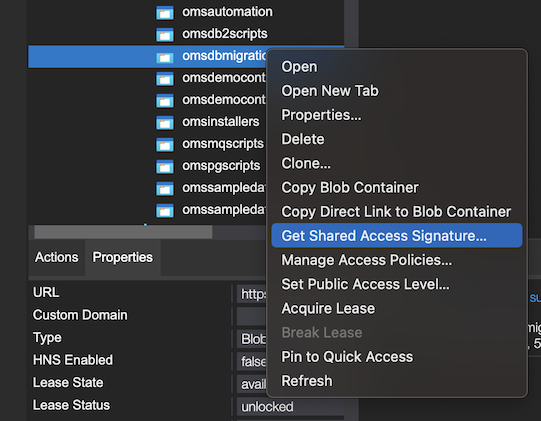 omsautomation
omsdb2scripts
omsdbmigratio
omsdemocont
omsdemocont
omsinstallers
omsmqscripts
omspgscripts
omssampleda
omssampleda
Open
Open New Tab
Properties...
Delete
Clone...
Copy Blob Container
Copy Direct Link to Blob Container
Get Shared Access Signature...
Manage Access Policies...
Set Public Access Level...
Acquire Lease
Break Lease
Pin to Quick Access
Refresh
Actions Properties
URL https
Custom Domain
Type Blob
HNS Enabled false
Lease State avail
Lease Status unlocked
su
mig
, 5